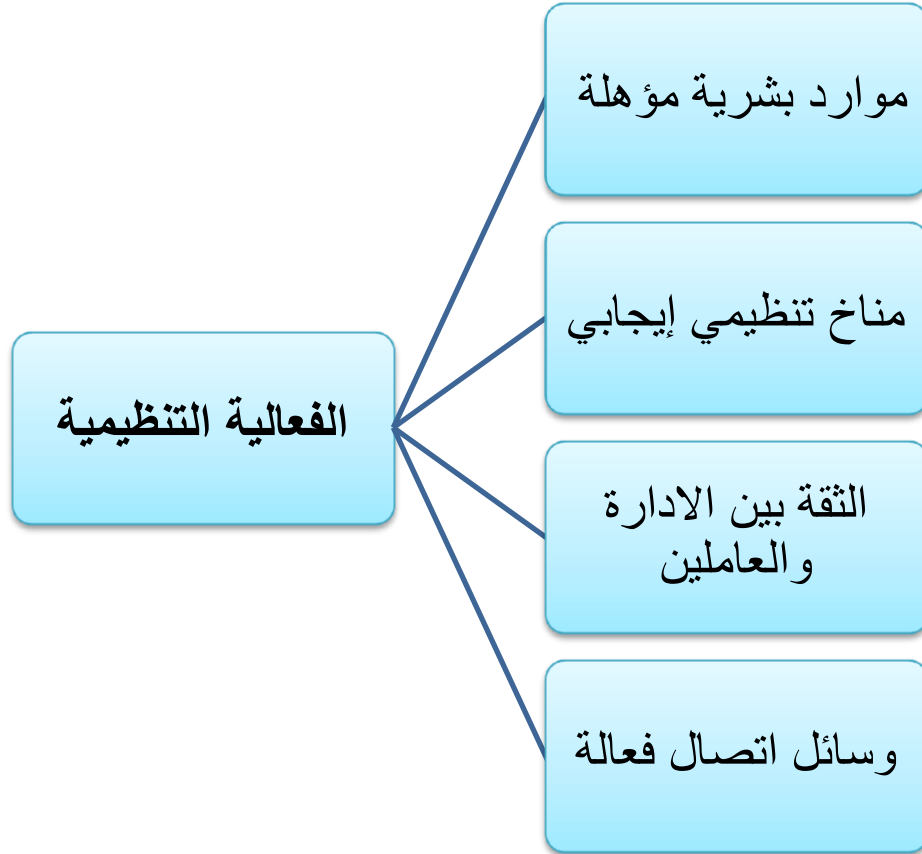 موارد بشرية مؤهلة
مناخ تنظيمي إيجابي
الفعالية التنظيمية
الثقة بين الادارة
والعاملين
وسائل اتصال فعالة